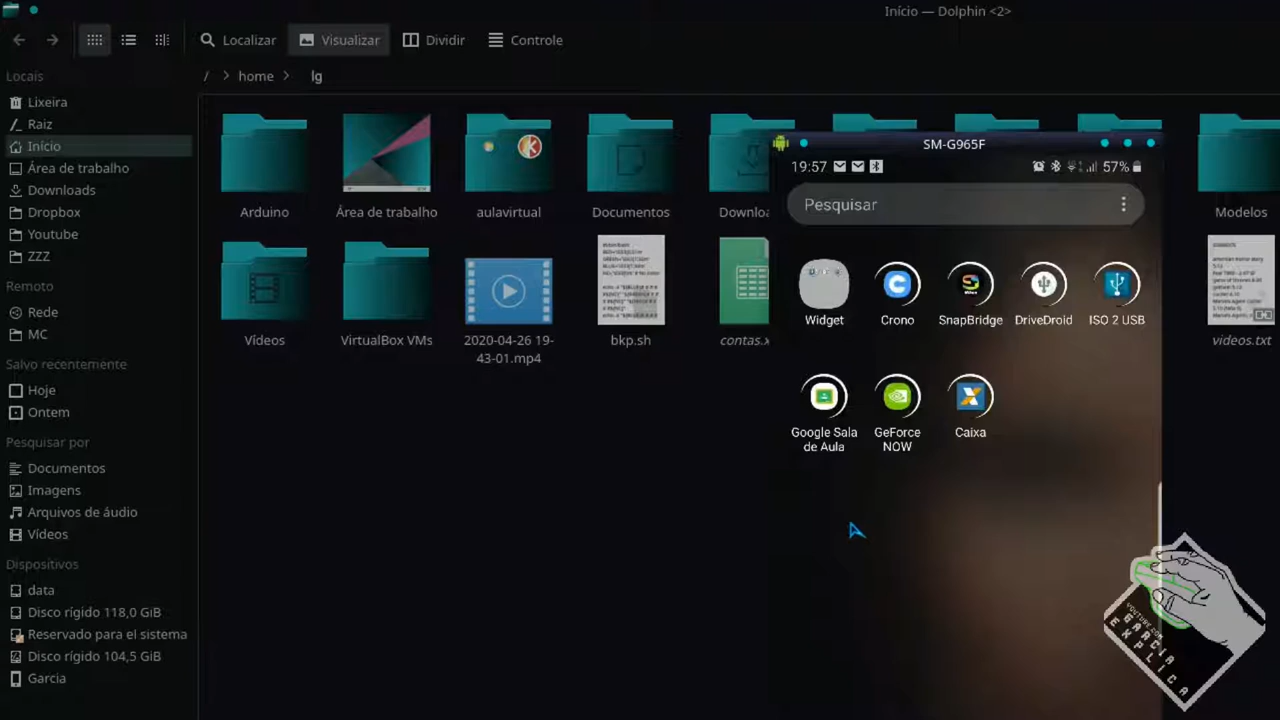 Início — Dolphin <2>
Localizar
Visualizar
Dividir
Controle
/ > home > lg
Locais
Lixeira
Raiz
Início
Área de trabalho
Downloads
Dropbox
Youtube
ZZZ
Remoto
Rede
MC
Salvo recentemente
Hoje
Ontem
Pesquisar por
Documentos
Imagens
Arquivos de áudio
Vídeos
Dispositivos
data
Disco rígido 118,0 GiB
Reservado para el sistema
Disco rígido 104,5 GiB
Garcia
Arduino
Área de trabalho
aulavirtual
Documentos
Downloa
Modelos
Vídeos
VirtualBox VMs
2020-04-26 19-
43-01.mp4
bkp.sh
contas.x
videos.txt
SM-G965F
19:57
57%
Pesquisar
Widget
Crono
SnapBridge
DriveDroid
ISO 2 USB
Google Sala
de Aula
GeForce
NOW
Caixa
YOUTUBE.COM
GARCIA
EXPLICA